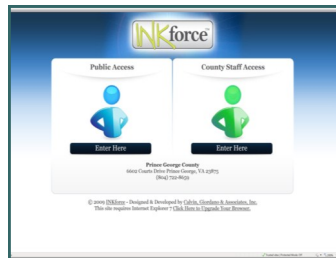 INKforce
Public Access
County Staff Access
Enter Here
Enter Here
Prince George County
6602 Courts Drive Prince George, VA 23875
(804) 722-8659
© 2009 INKforce - Designed & Developed by Calvin, Giordano & Associates, Inc.
This site requires Internet Explorer 7 Click Here to Upgrade Your Browser.